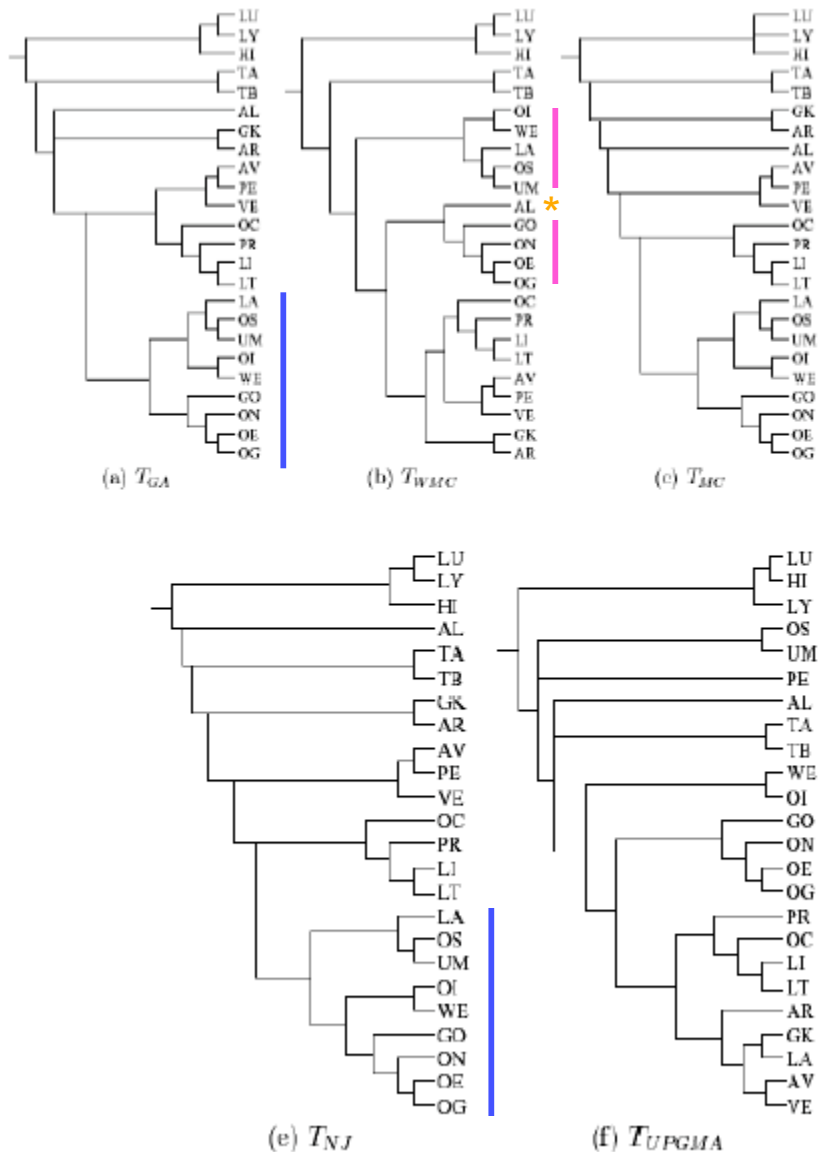 LU
LY
HI
TA
TB
AL
GK
AR
AV
PE
VE
OC
PR
LI
LT
LA
OS
UM
OI
WE
GO
ON
OE
OG
(a) T_GA
LU
LY
HI
TA
TB
OI
WE
LA
OS
UM
AL *
GO
ON
OE
OG
OC
PR
LI
LT
AV
PE
VE
GK
AR
(b) T_WMC
LU
LY
HI
TA
TB
GK
AR
AL
AV
PE
VE
OC
PR
LI
LT
LA
OS
UM
OI
WE
GO
ON
OE
OG
(c) T_MC
LU
LY
HI
AL
TA
TB
GK
AR
AV
PE
VE
OC
PR
LI
LT
LA
OS
UM
OI
WE
GO
ON
OE
OG
(e) T_NJ
LU
HI
LY
OS
UM
PE
AL
TA
TB
WE
OI
GO
ON
OE
OG
PR
OC
LI
LT
AR
GK
LA
AV
VE
(f) T_UPGMA